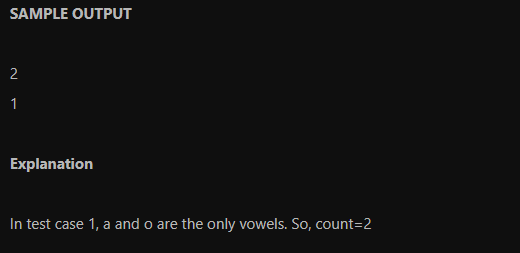 SAMPLE OUTPUT
2
1
Explanation
In test case 1, a and o are the only vowels. So, count=2